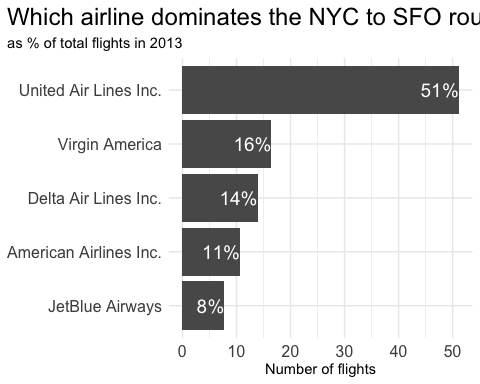 Which airline dominates the NYC to SFO rou
as % of total flights in 2013
United Air Lines Inc.
51%
Virgin America
16%
Delta Air Lines Inc.
14%
American Airlines Inc.
11%
JetBlue Airways
8%
0 10 20 30 40 50
Number of flights